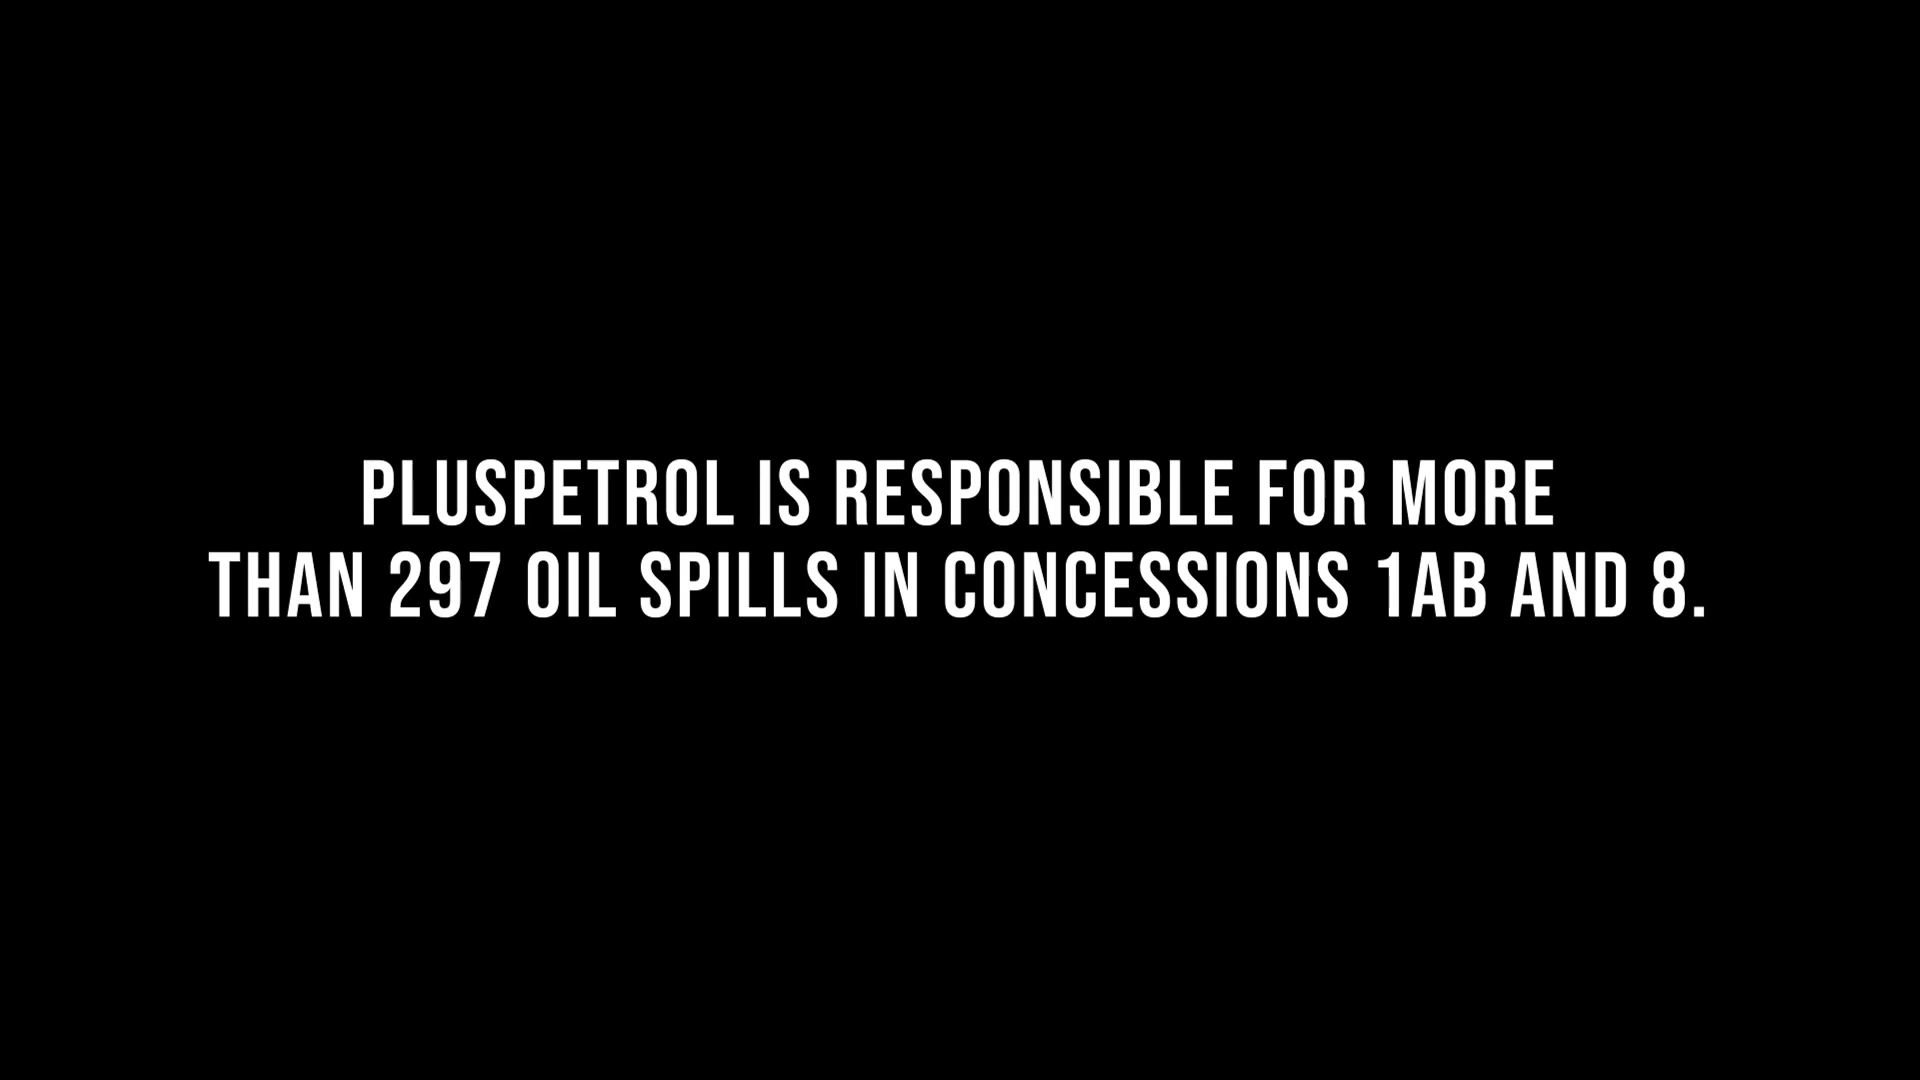 PLUSPETROL IS RESPONSIBLE FOR MORE
THAN 297 OIL SPILLS IN CONCESSIONS 1AB AND 8.